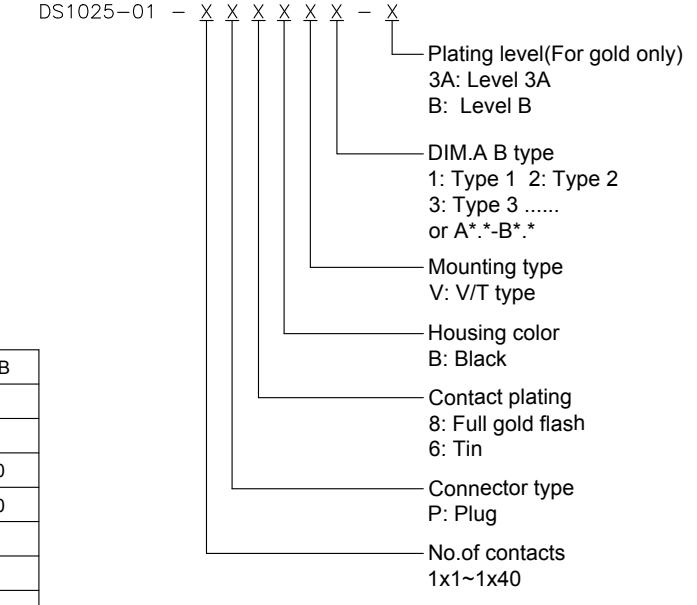 DS1025-01 - X X X X X X - X
Plating level(For gold only)
3A: Level 3A
B: Level B
DIM.A B type
1: Type 1 2: Type 2
3: Type 3 ......
or A*.*-B*.*
Mounting type
V: V/T type
Housing color
B: Black
Contact plating
8: Full gold flash
6: Tin
Connector type
P: Plug
No.of contacts
1x1~1x40
B
0
0